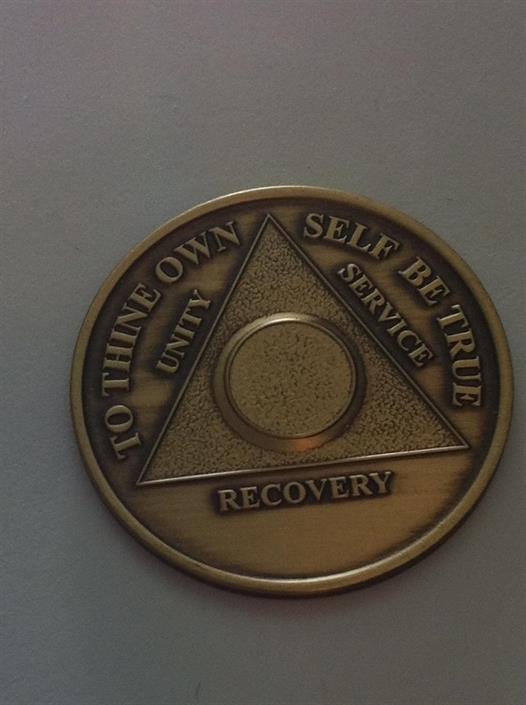 TO THINE OWN SELF BE TRUE
UNITY
SERVICE
RECOVERY